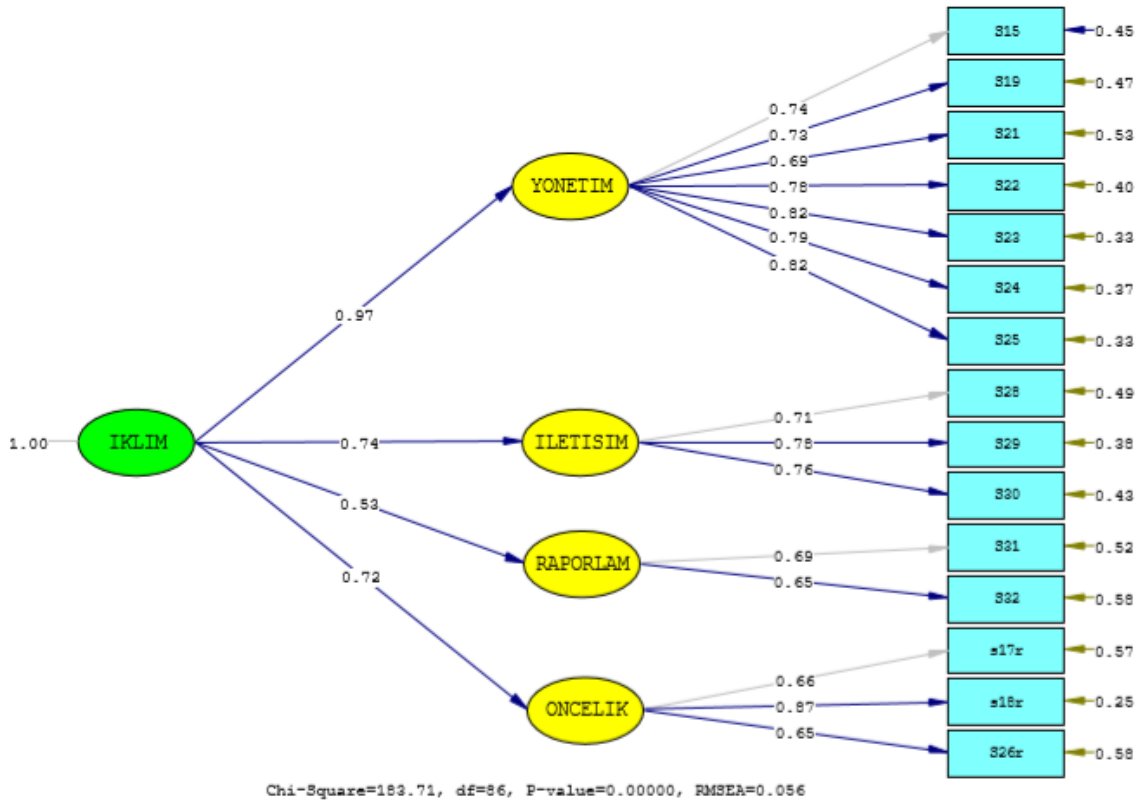 S15
0.45
S19
0.47
0.74
S21
0.53
0.73
0.69
YONETIM
0.78
S22
0.40
0.82
S23
0.33
0.79
0.82
S24
0.37
0.97
S25
0.33
S28
0.49
0.71
1.00
IKLIM
0.74
ILETISIM
0.78
S29
0.38
0.76
S30
0.43
0.53
S31
0.52
0.69
RAPORLAM
0.72
0.65
S32
0.58
s17r
0.57
0.66
ONCELIK
0.87
s18r
0.25
0.65
S26r
0.58
Chi-Square=183.71, df=86, P-value=0.00000, RMSEA=0.056